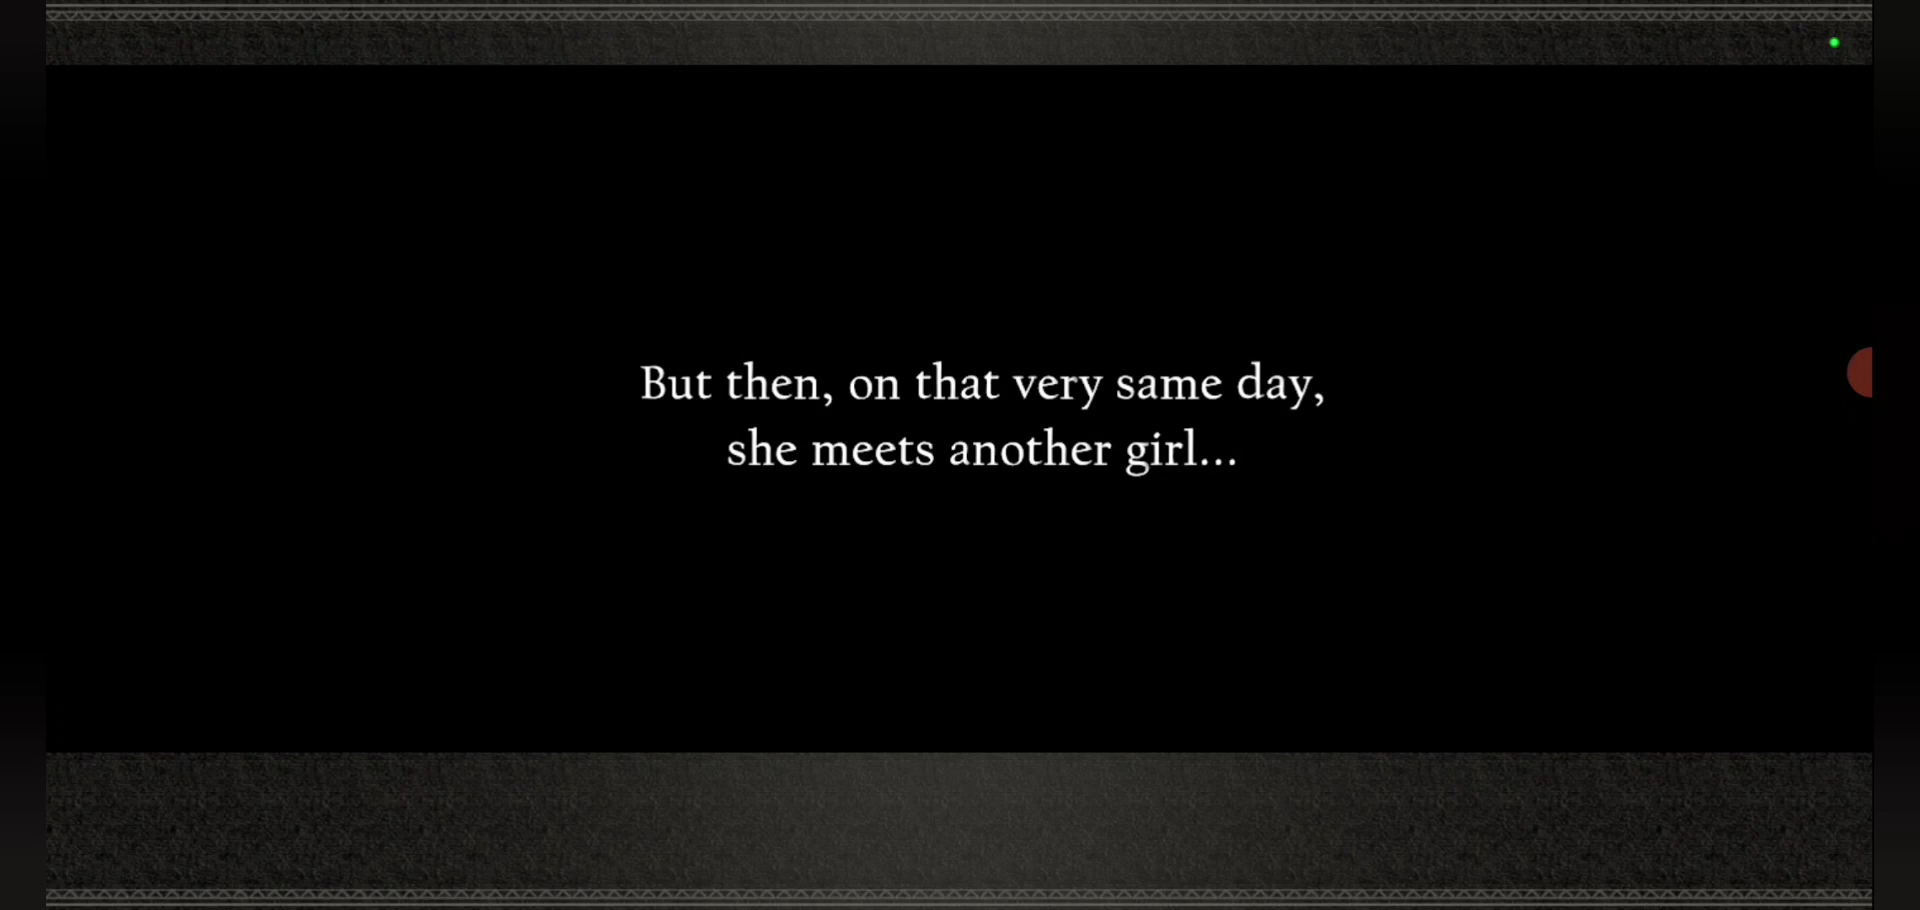 But then, on that very same day,
she meets another girl...